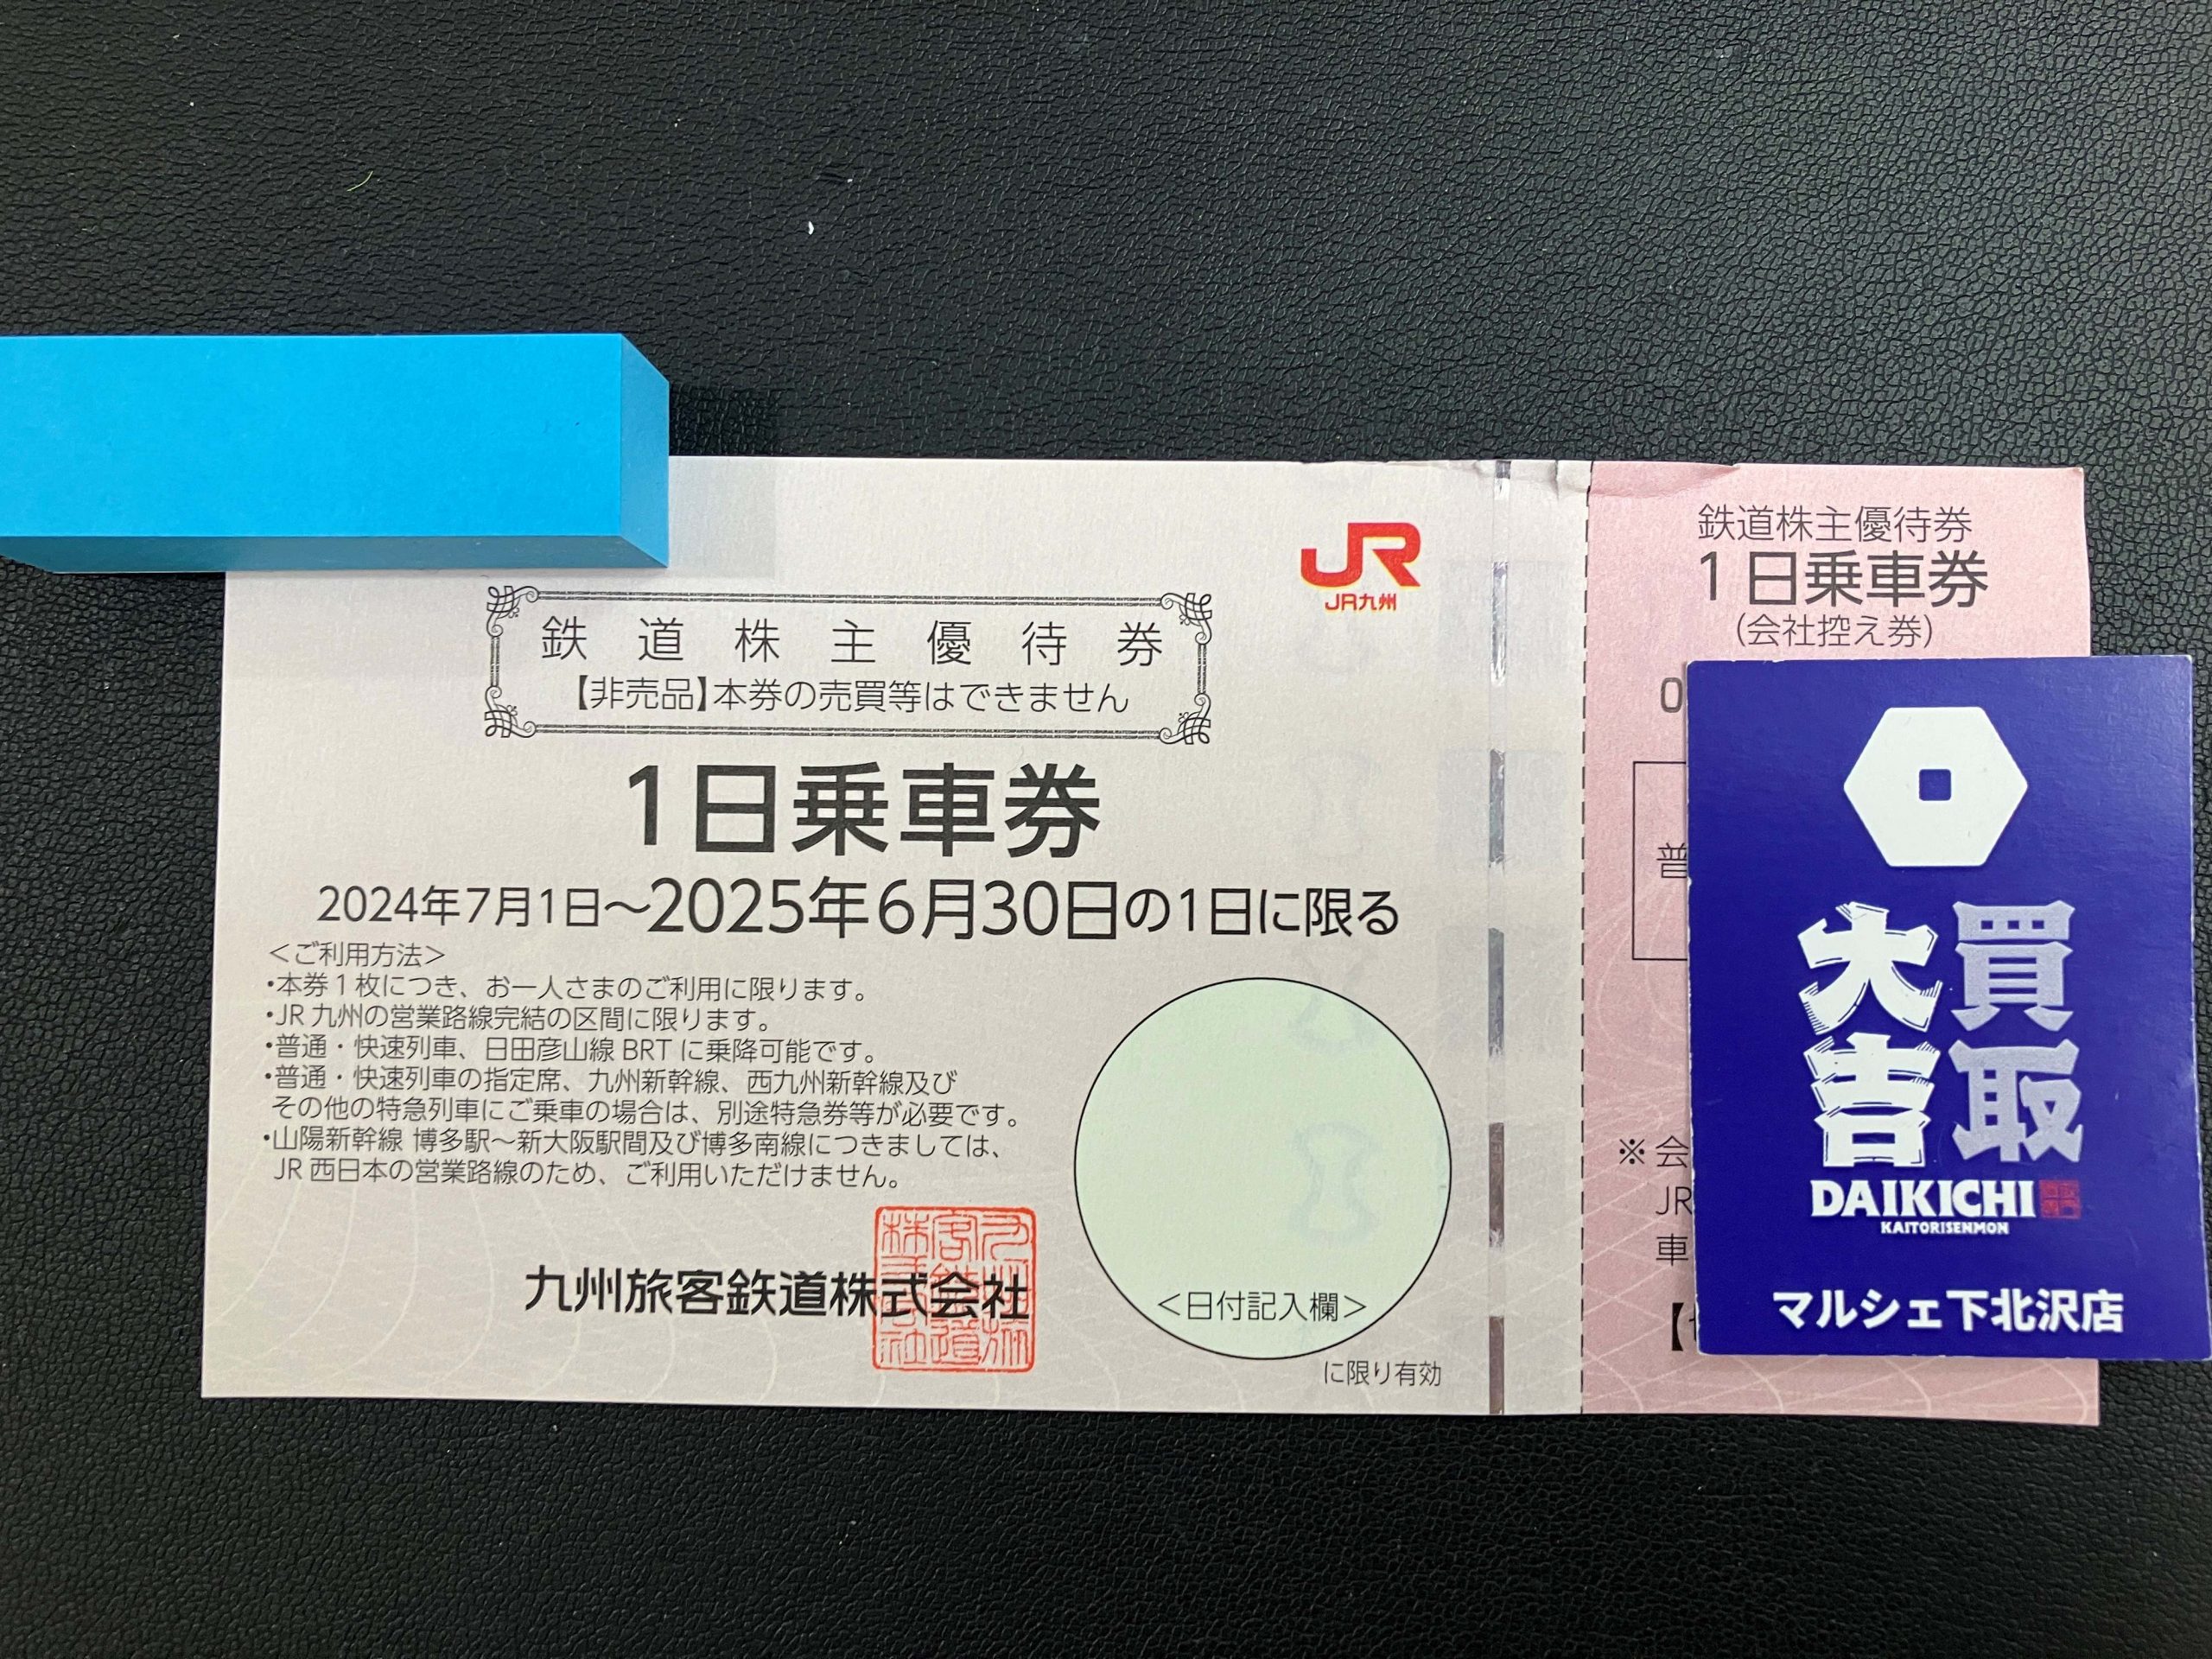 JR
JR九州
鉄道株主優待券
【非売品】本券の売買等はできません
1日乗車券
2024年7月1日～2025年6月30日の1日に限る
＜ご利用方法＞
・本券1枚につき、お一人さまのご利用に限ります。
・JR九州の営業路線完結の区間に限ります。
・普通・快速列車、日田彦山線BRTに乗降可能です。
・普通・快速列車の指定席、九州新幹線、西九州新幹線及び
その他の特急列車にご乗車の場合は、別途特急券等が必要です。
・山陽新幹線 博多駅～新大阪駅間及び博多南線につきましては、
JR西日本の営業路線のため、ご利用いただけません。
九州旅客鉄道株式会社
＜日付記入欄＞
に限り有効
鉄道株主優待券
1日乗車券
(会社控え券)
0
普
※会
JR
車
【
買取
大吉
DAIKICHI
KAITORISENMON
マルシェ下北沢店